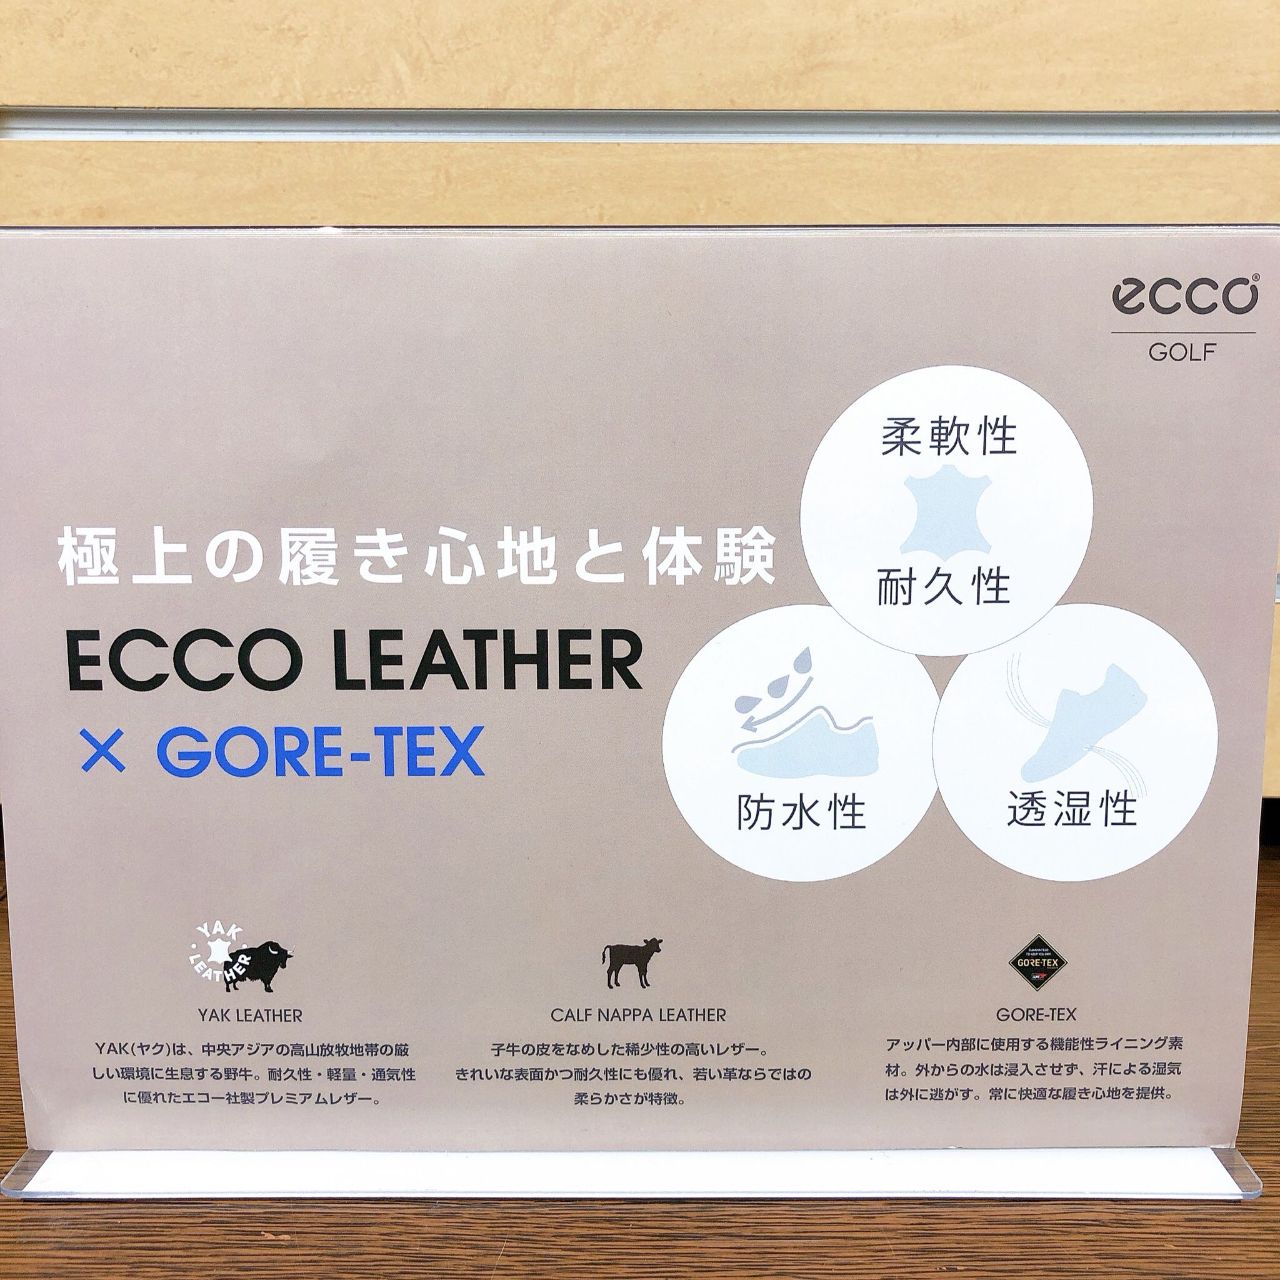 ecco®
GOLF
極上の履き心地と体験
ECCO LEATHER
× GORE-TEX
柔軟性
耐久性
防水性
透湿性
YAK
LEATHER
YAK LEATHER
YAK(ヤク)は、中央アジアの高山放牧地帯の厳
しい環境に生息する野牛。耐久性・軽量・通気性
に優れたエコー社製プレミアムレザー。
CALF NAPPA LEATHER
子牛の皮をなめした稀少性の高いレザー。
きれいな表面かつ耐久性にも優れ、若い革ならではの
柔らかさが特徴。
GORE-TEX
GORE-TEX
アッパー内部に使用する機能性ライニング素
材。外からの水は浸入させず、汗による湿気
は外に逃がす。常に快適な履き心地を提供。